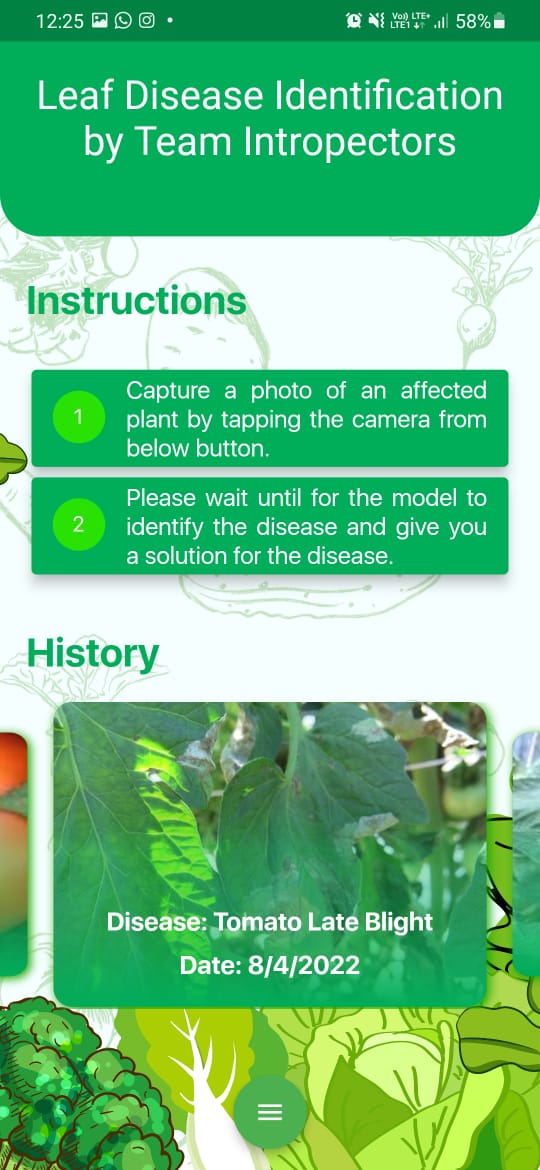 12:25 Vo)) LTE+ 58%
LTE1
Leaf Disease Identification
by Team Intropectors
Instructions
1
Capture a photo of an affected
plant by tapping the camera from
below button.
2
Please wait until for the model to
identify the disease and give you
a solution for the disease.
History
Disease: Tomato Late Blight
Date: 8/4/2022